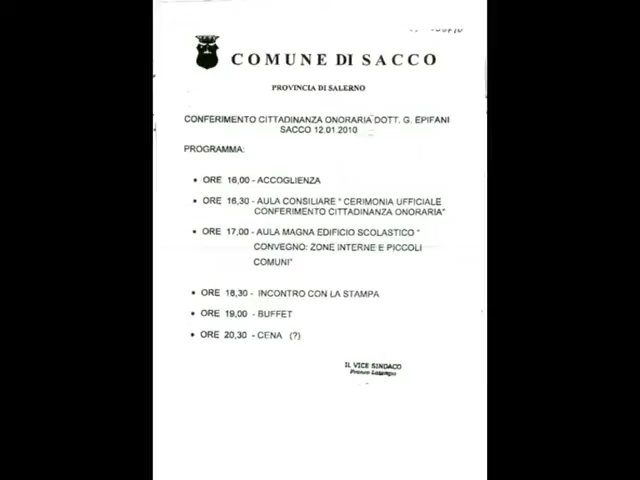 COMUNE DI SACCO
PROVINCIA DI SALERNO
CONFERIMENTO CITTADINANZA ONORARIA DOTT. G. EPIFANI
SACCO 12.01.2010
PROGRAMMA:
• ORE 16,00 - ACCOGLIENZA
• ORE 16,30 - AULA CONSILIARE " CERIMONIA UFFICIALE
CONFERIMENTO CITTADINANZA ONORARIA"
• ORE 17,00 - AULA MAGNA EDIFICIO SCOLASTICO "
CONVEGNO: ZONE INTERNE E PICCOLI
COMUNI"
• ORE 18,30 - INCONTRO CON LA STAMPA
• ORE 19,00 - BUFFET
• ORE 20,30 - CENA (?)
IL VICE SINDACO
Franco